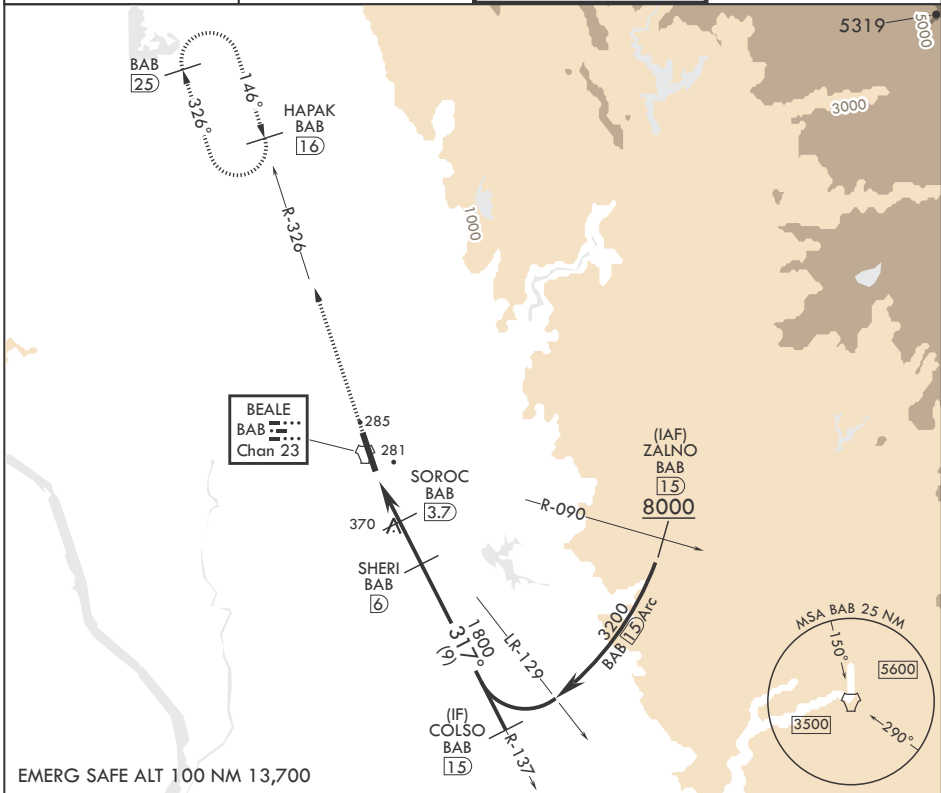 5319
5000
3000
1000
BAB
25
146°
326°
HAPAK
BAB
16
R-326
BEALE
BAB
Chan 23
285
281
SOROC
BAB
3.7
370
SHERI
BAB
6
(IAF)
ZALNO
BAB
15
8000
R-090
3200
BAB 15 Arc
LR-129
1800
317°
(9)
(IF)
COLSO
BAB
15
R-137
MSA BAB 25 NM
150°
5600
3500
290°
EMERG SAFE ALT 100 NM 13,700